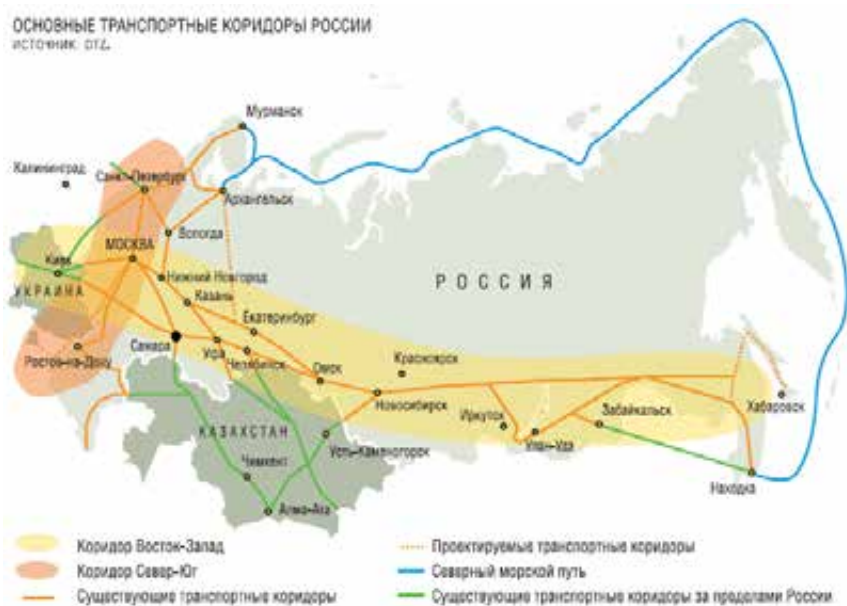 ОСНОВНЫЕ ТРАНСПОРТНЫЕ КОРИДОРЫ РОССИИ
ИСТОЧНИК: DTZ.
Мурманск
Калининград
Санкт-Петербург
Архангельск
Вологда
МОСКВА
Киев
УКРАИНА
Нижний Новгород
Казань
РОССИЯ
Екатеринбург
Ростов-на-Дону
Самара
Уфа
Челябинск
Омск
Красноярск
Новосибирск
Иркутск
Улан-Удэ
Забайкальск
Хабаровск
КАЗАХСТАН
Усть-Каменогорск
Чимкент
Алма-Ата
Находка
Коридор Восток-Запад
Коридор Север-Юг
Существующие транспортные коридоры
Проектируемые транспортные коридоры
Северный морской путь
Существующие транспортные коридоры за пределами России